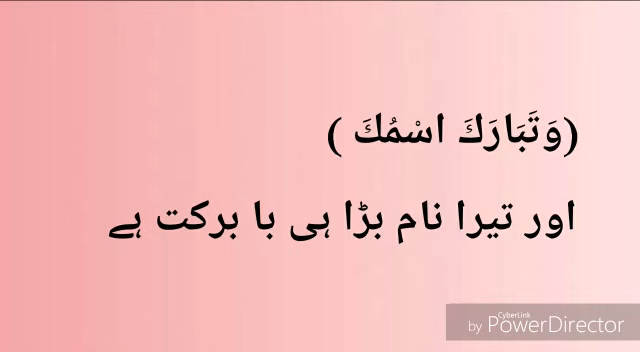 (وَتَبَارَكَ اسْمُكَ )
اور تیرا نام بڑا ہی با برکت ہے
by CyberLink PowerDirector